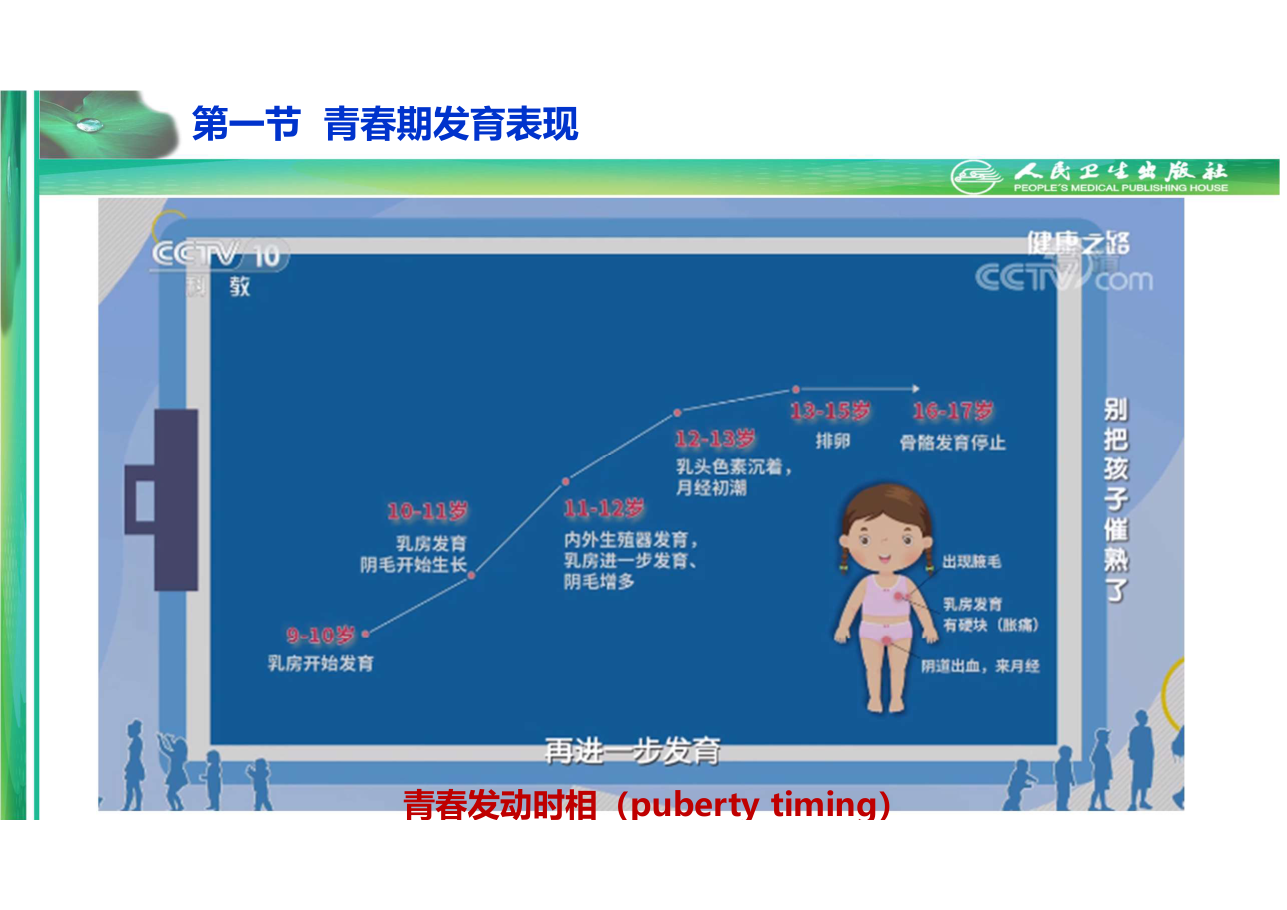 第一节 青春期发育表现
人民卫生出版社
PEOPLE'S MEDICAL PUBLISHING HOUSE
CCTV 10
科 教
健康之路
CCTV com
13-15岁
排卵
16-17岁
骨骼发育停止
12-13岁
乳头色素沉着，
月经初潮
10-11岁
乳房发育
阴毛开始生长
11-12岁
内外生殖器发育，
乳房进一步发育、
阴毛增多
9-10岁
乳房开始发育
出现腋毛
乳房发育
有硬块（胀痛）
阴道出血，来月经
别把孩子催熟了
再进一步发育
青春发动时相（puberty timing）